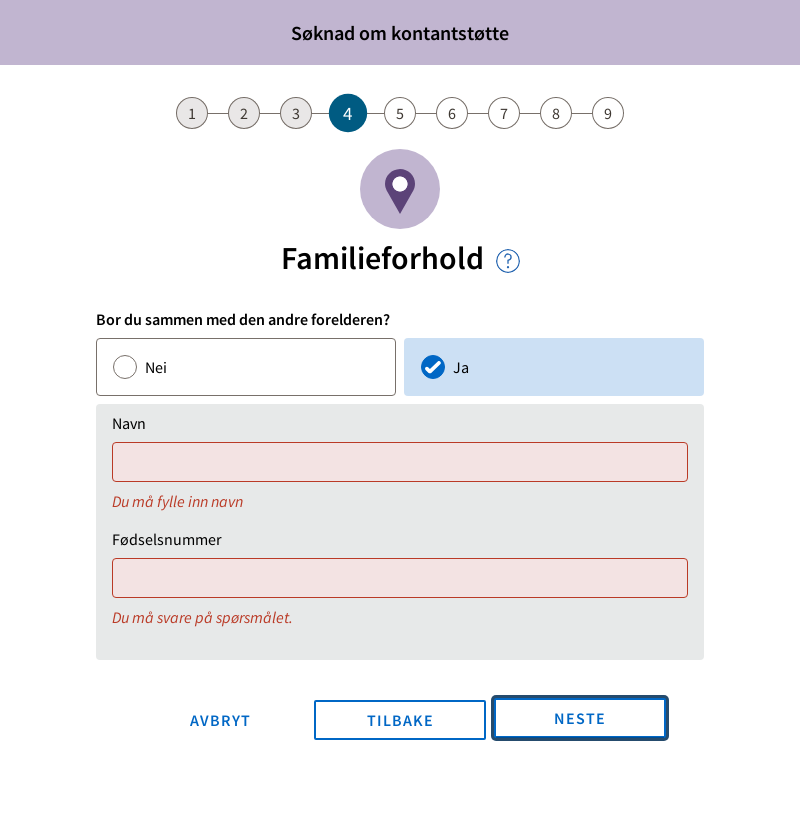 Søknad om kontantstøtte
1 2 3 4 5 6 7 8 9
Familieforhold ?
Bor du sammen med den andre forelderen?
Nei Ja
Navn
Du må fylle inn navn
Fødselsnummer
Du må svare på spørsmålet.
AVBRYT TILBAKE NESTE